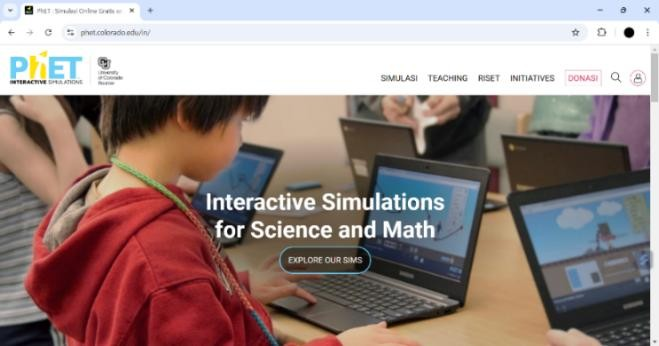 PhET : Simulasi Online Gratis
phet.colorado.edu/in/
PhET
INTERACTIVE SIMULATIONS
University
of Colorado
Boulder
SIMULASI
TEACHING
RISET
INITIATIVES
DONASI
Interactive Simulations
for Science and Math
EXPLORE OUR SIMS